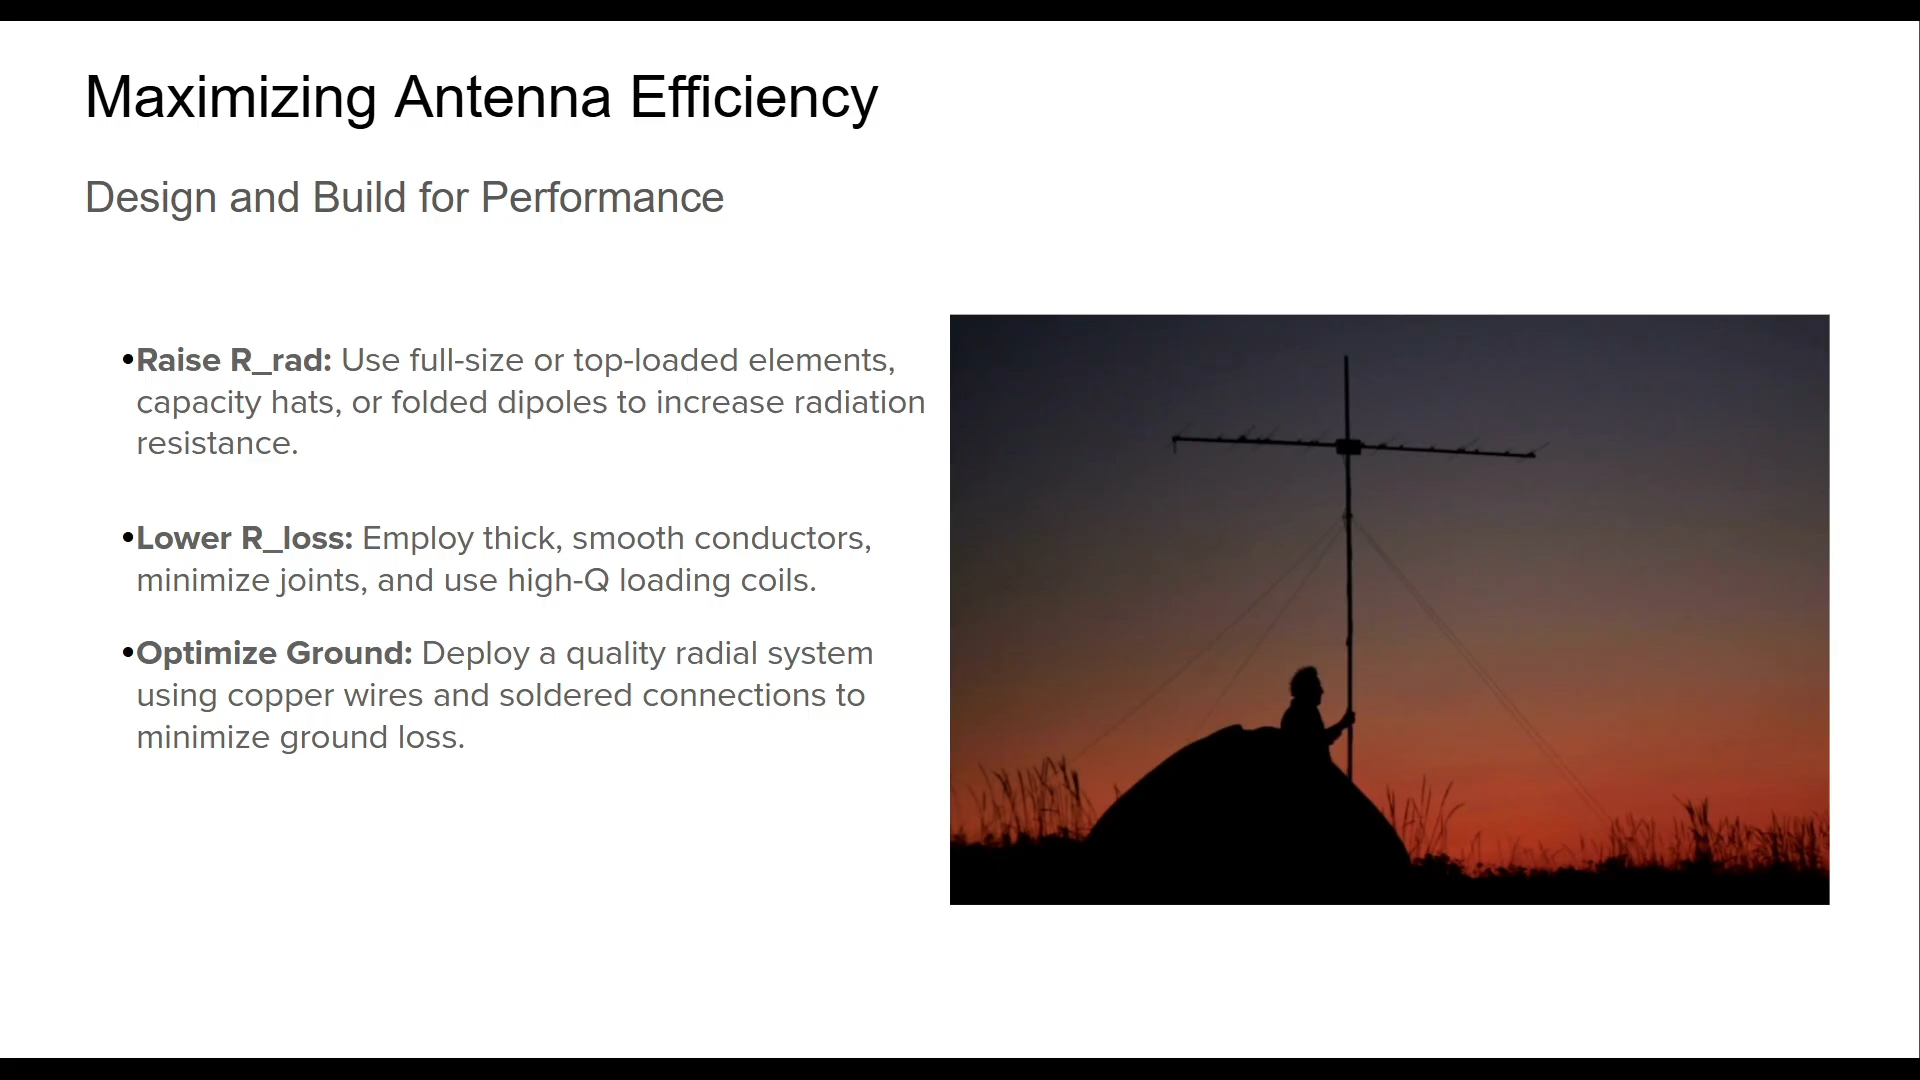 Maximizing Antenna Efficiency
Design and Build for Performance
•Raise R_rad: Use full-size or top-loaded elements,
capacity hats, or folded dipoles to increase radiation
resistance.
•Lower R_loss: Employ thick, smooth conductors,
minimize joints, and use high-Q loading coils.
•Optimize Ground: Deploy a quality radial system
using copper wires and soldered connections to
minimize ground loss.